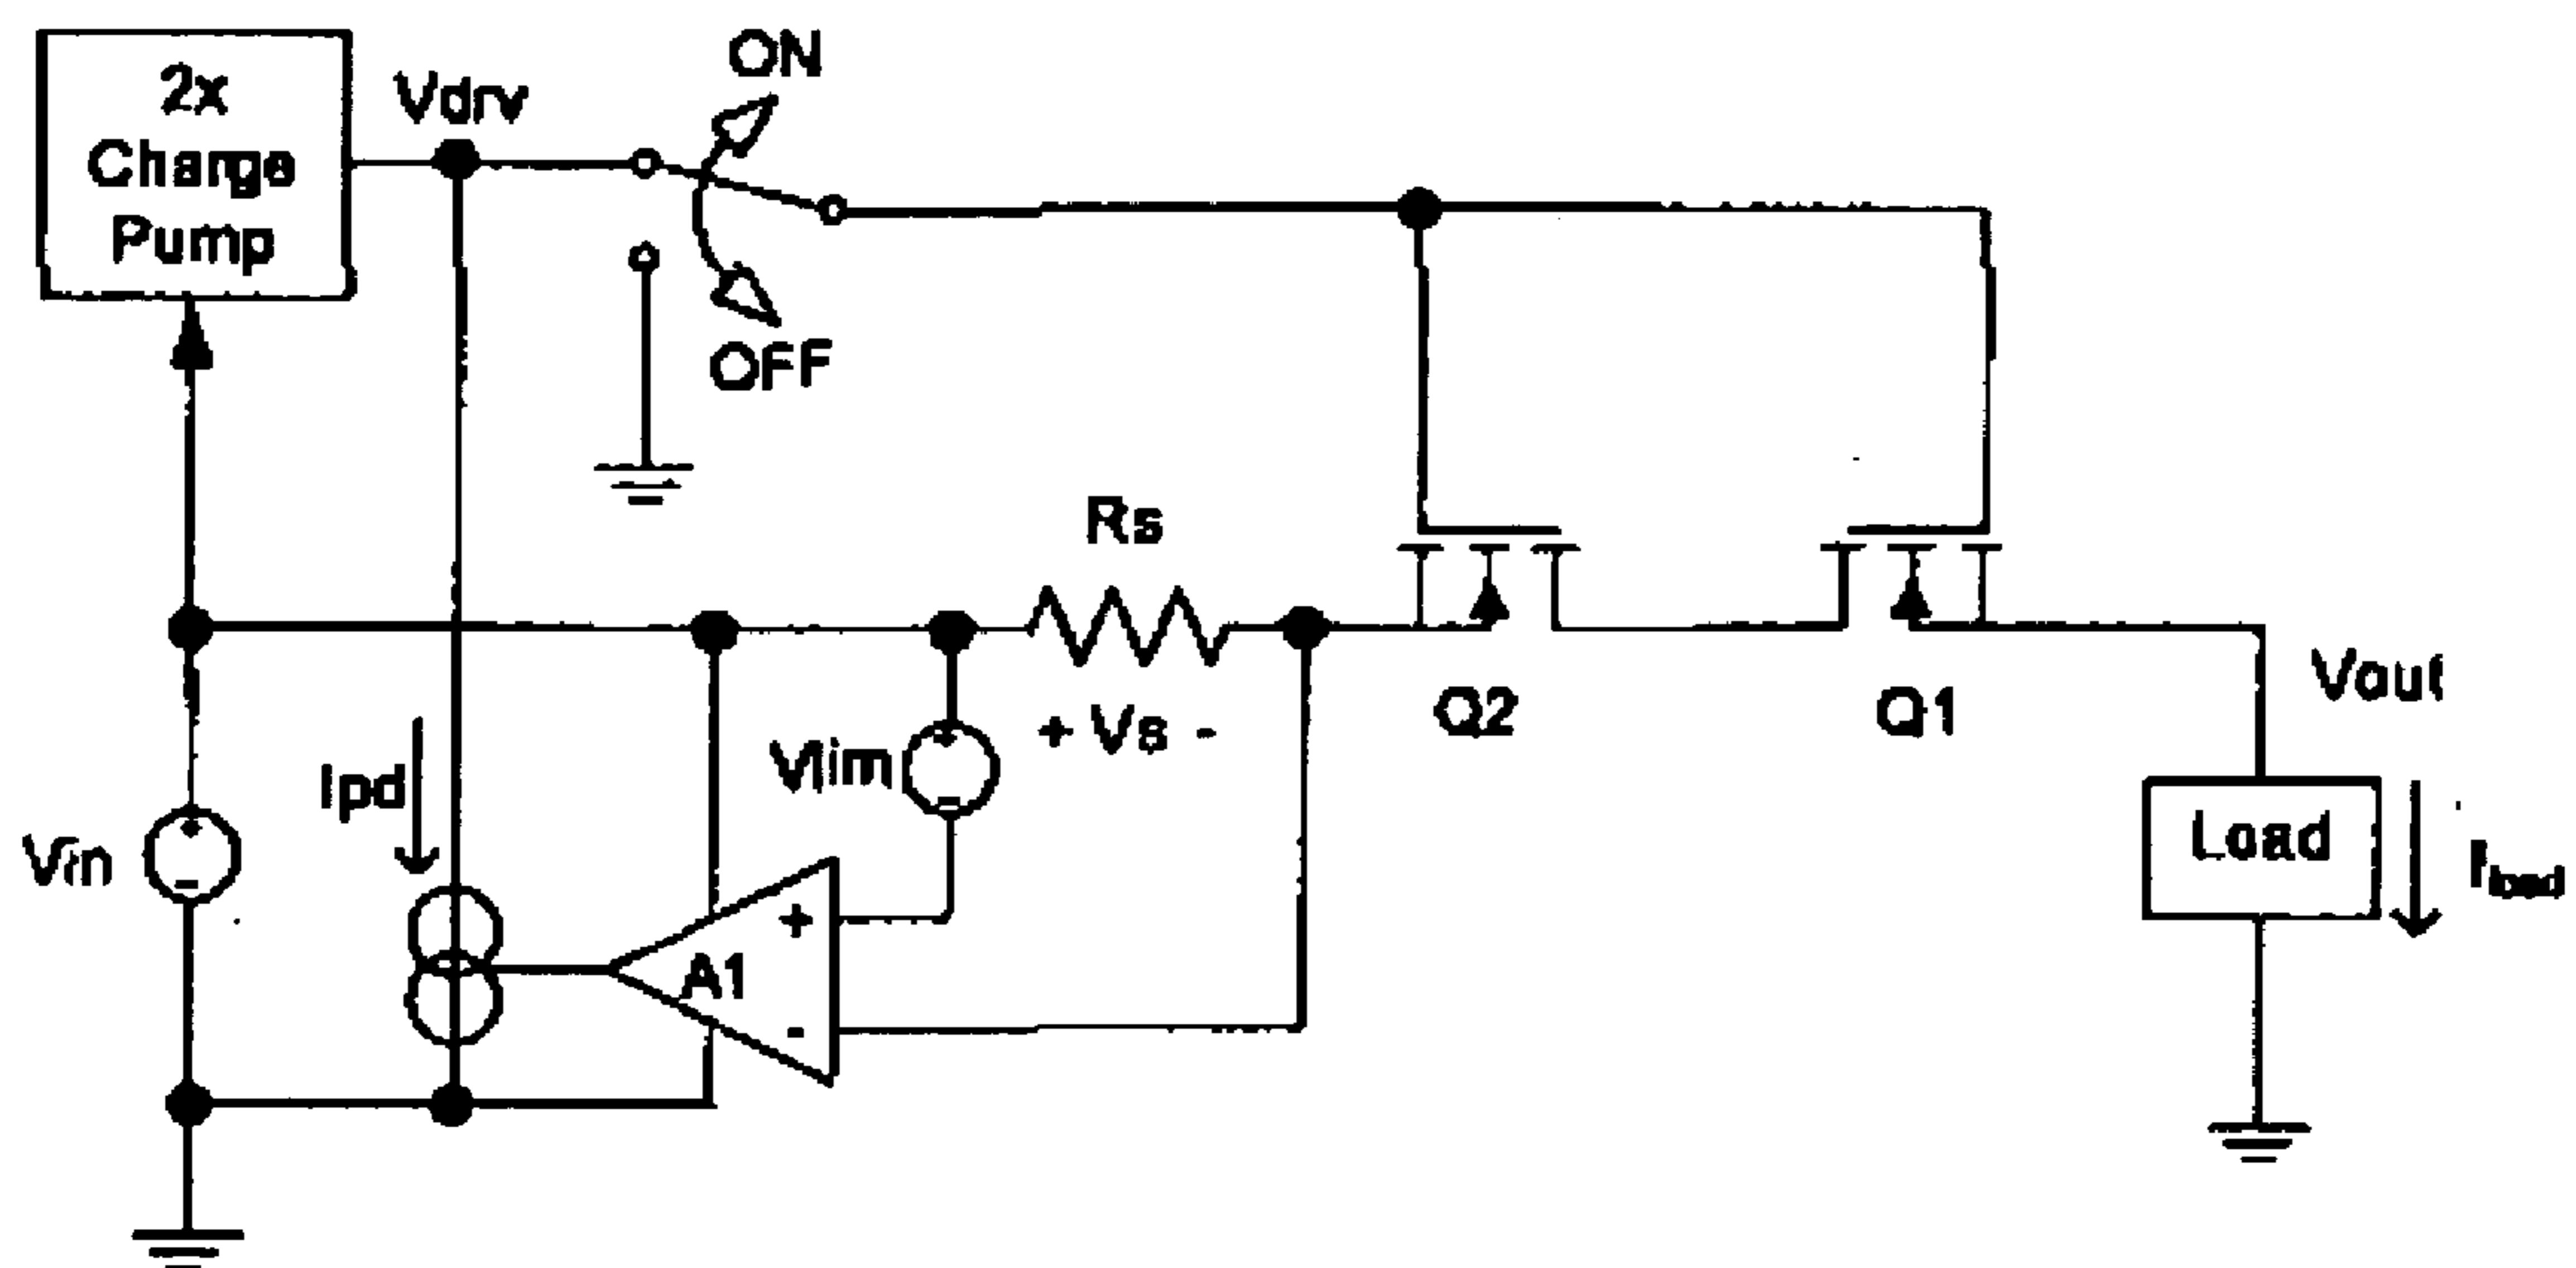 2x
Charge
Pump
Vdrv
ON
OFF
Rs
+ Vs -
Q2
Q1
Vout
Vlim
Ipd
Vin
+
-
A1
+
-
+
-
Load
Iload